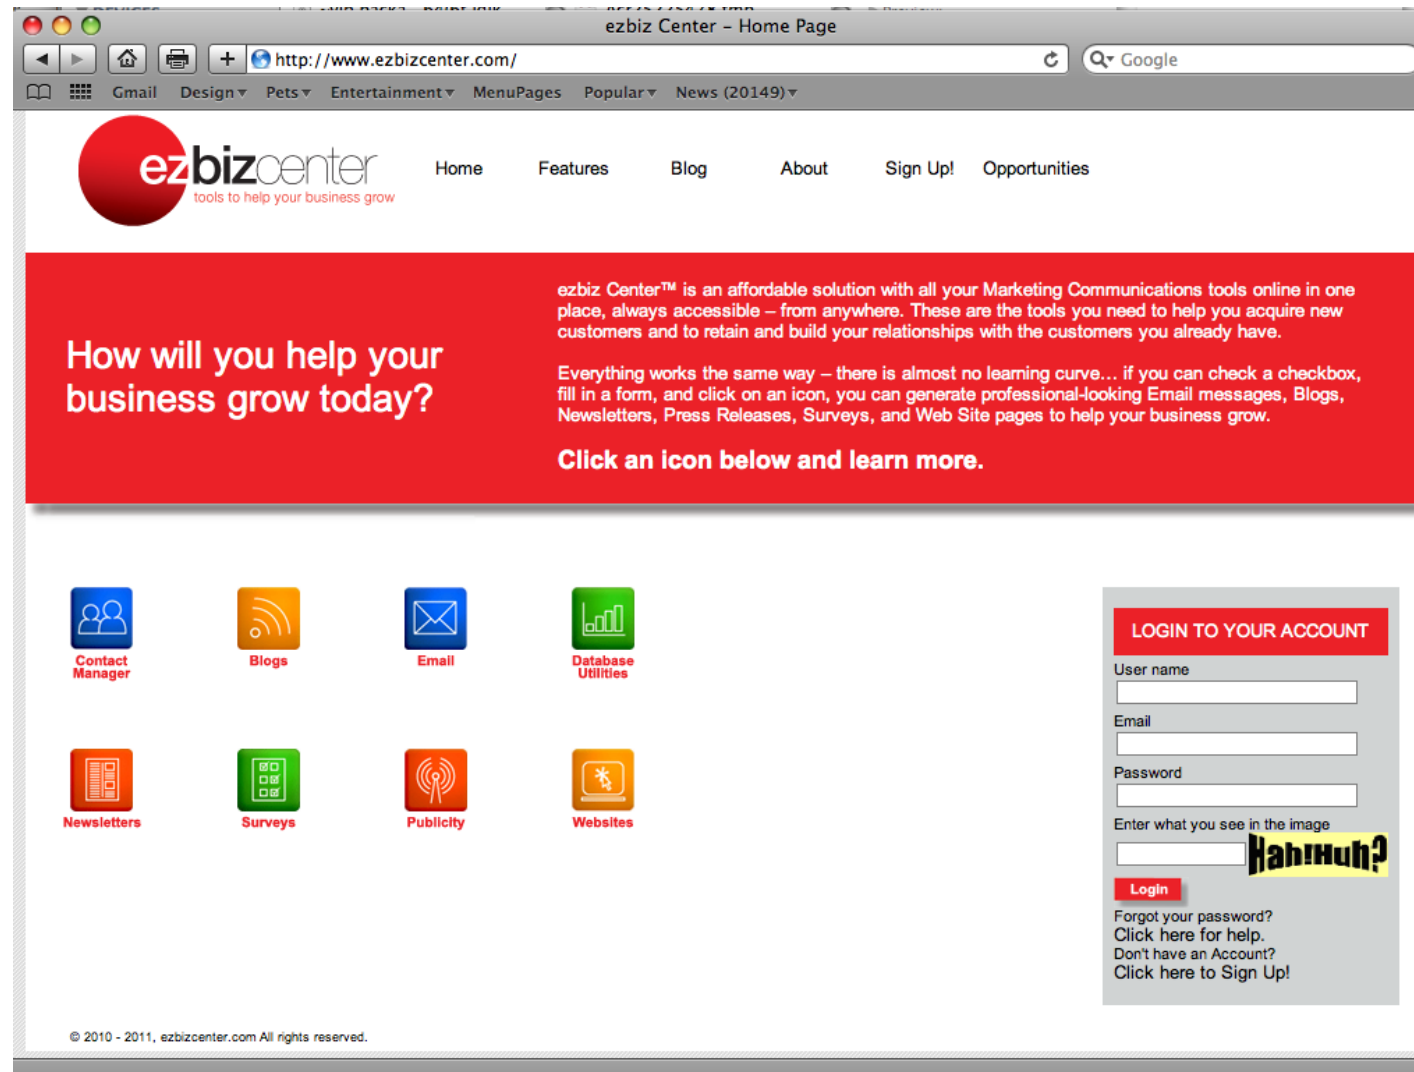 ezbiz Center – Home Page
http://www.ezbizcenter.com/
Google
Gmail Design Pets Entertainment MenuPages Popular News (20149)
ezbizcenter
tools to help your business grow
Home Features Blog About Sign Up! Opportunities
How will you help your
business grow today?
ezbiz Center™ is an affordable solution with all your Marketing Communications tools online in one
place, always accessible – from anywhere. These are the tools you need to help you acquire new
customers and to retain and build your relationships with the customers you already have.
Everything works the same way – there is almost no learning curve... if you can check a checkbox,
fill in a form, and click on an icon, you can generate professional-looking Email messages, Blogs,
Newsletters, Press Releases, Surveys, and Web Site pages to help your business grow.
Click an icon below and learn more.
Contact
Manager
Blogs
Email
Database
Utilities
Newsletters
Surveys
Publicity
Websites
LOGIN TO YOUR ACCOUNT
User name
Email
Password
Enter what you see in the image
Hah!Huh?
Login
Forgot your password?
Click here for help.
Don't have an Account?
Click here to Sign Up!
© 2010 - 2011, ezbizcenter.com All rights reserved.